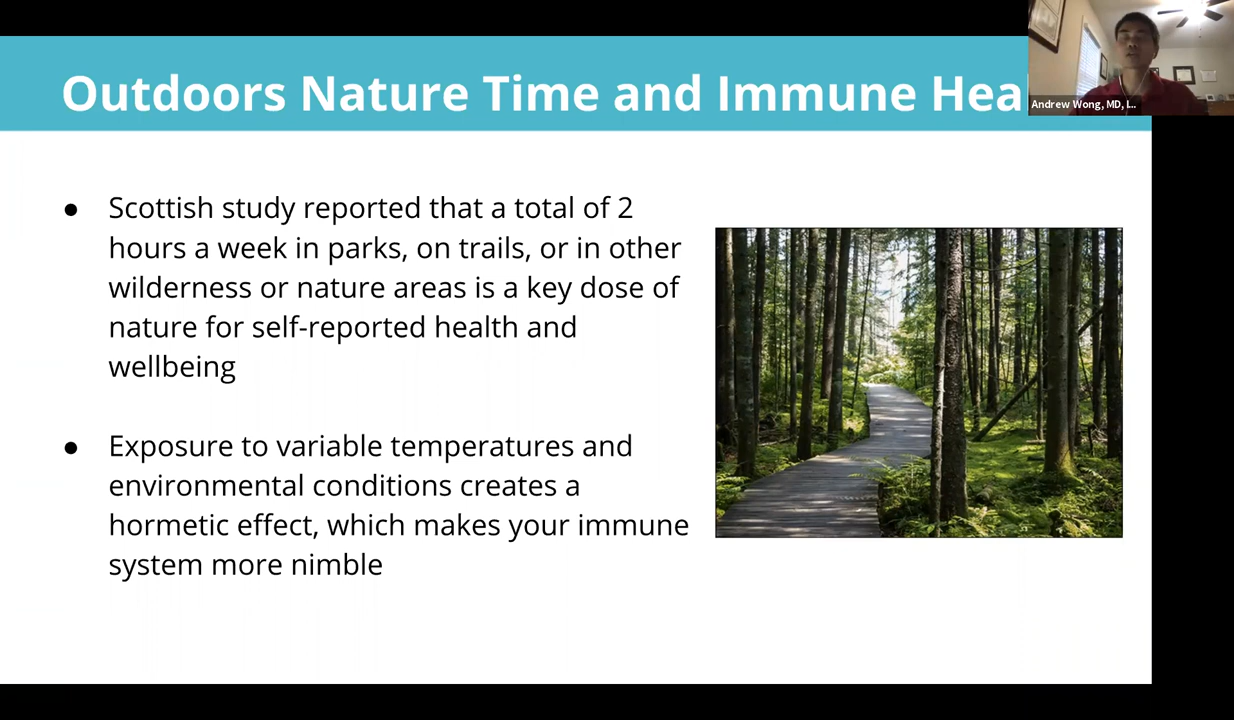 Outdoors Nature Time and Immune Hea
Andrew Wong, MD, I...
● Scottish study reported that a total of 2
hours a week in parks, on trails, or in other
wilderness or nature areas is a key dose of
nature for self-reported health and
wellbeing
● Exposure to variable temperatures and
environmental conditions creates a
hormetic effect, which makes your immune
system more nimble